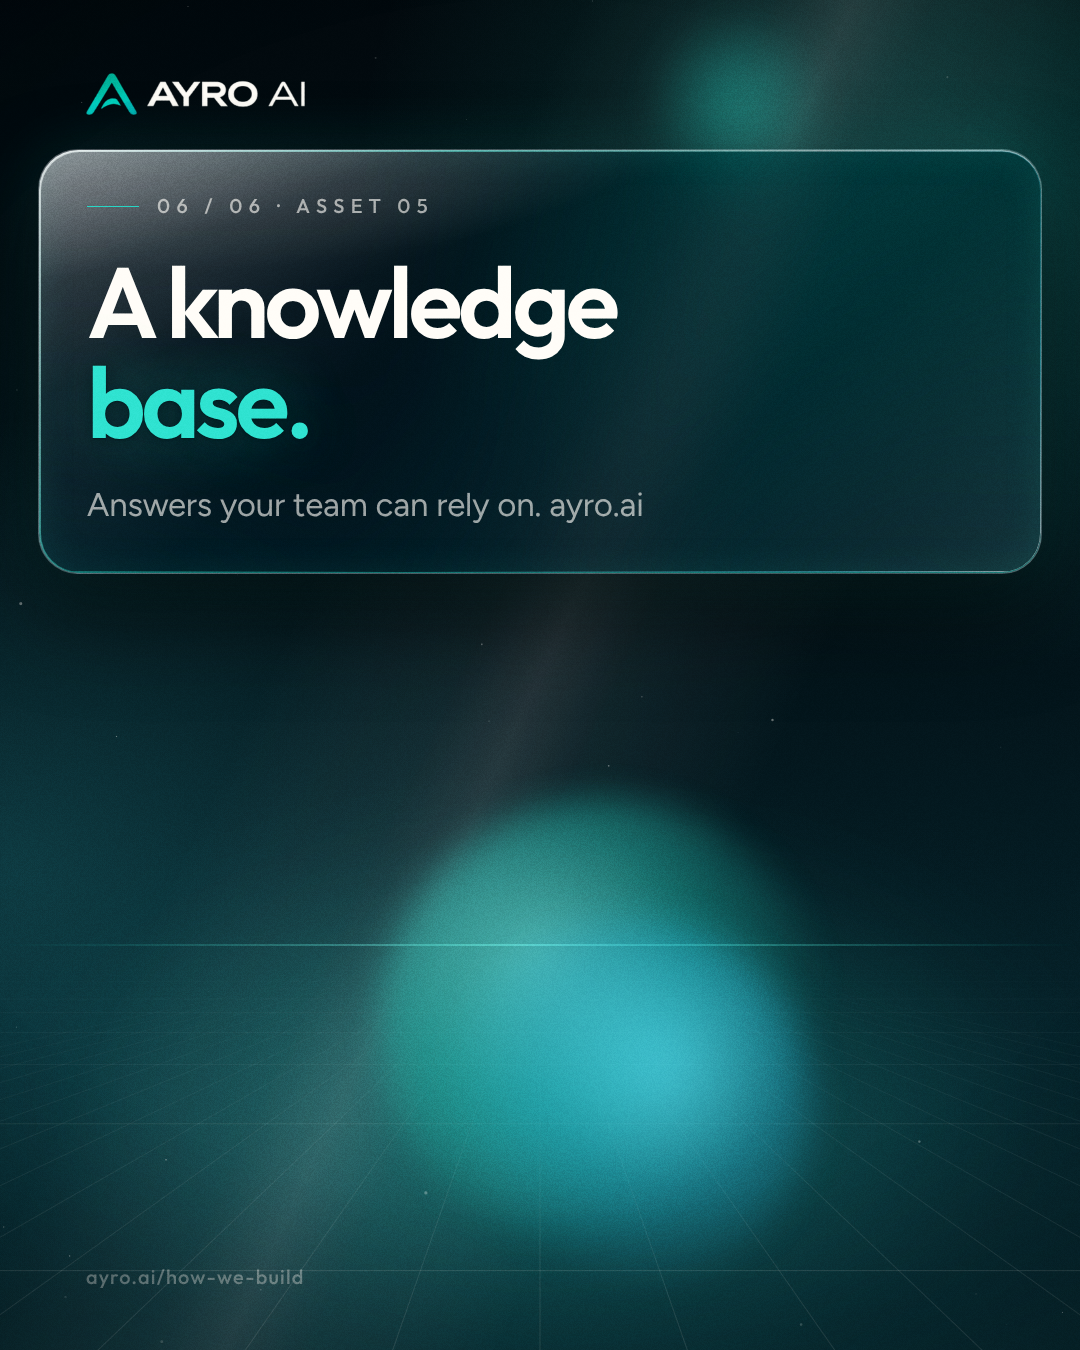 AYRO AI
06 / 06 · ASSET 05
A knowledge
base.
Answers your team can rely on. ayro.ai
ayro.ai/how-we-build